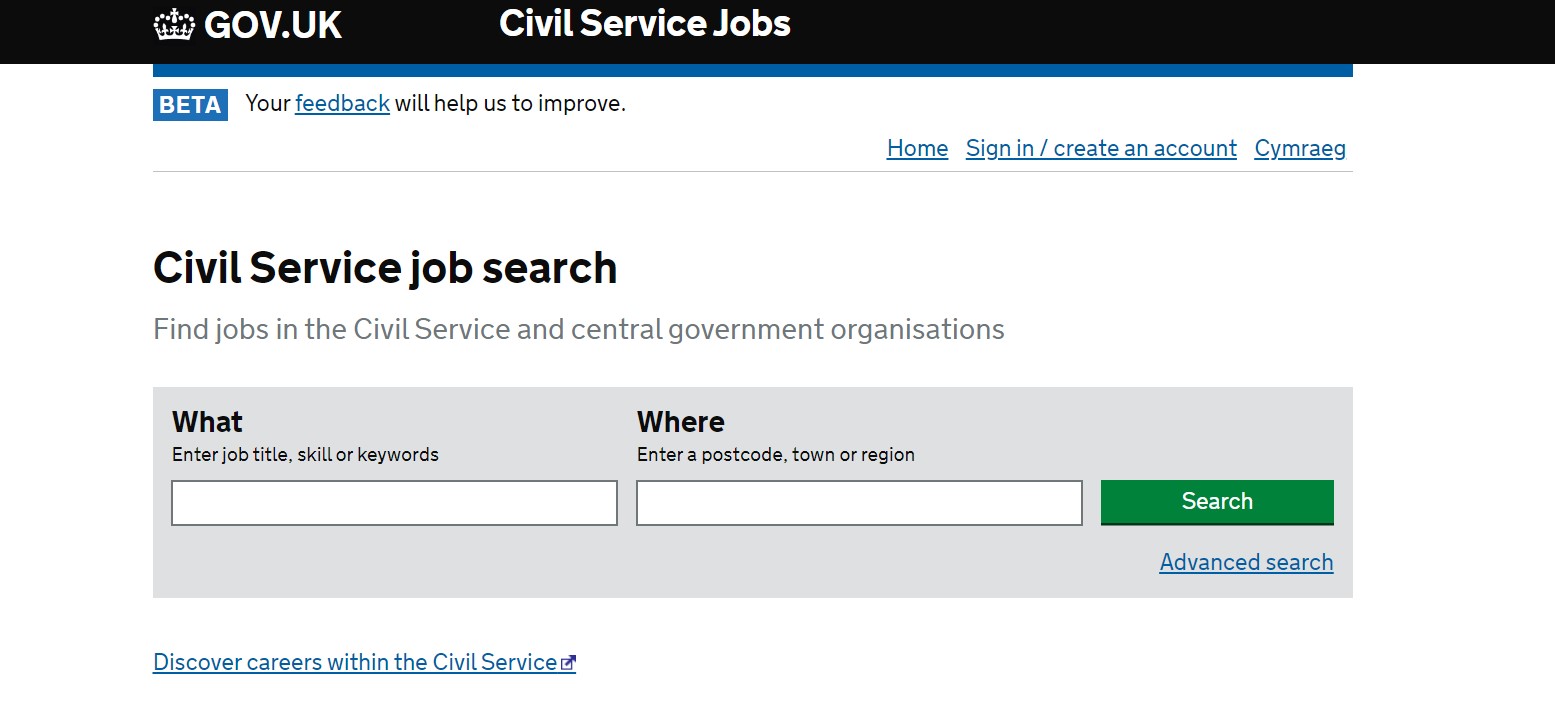 GOV.UK Civil Service Jobs
BETA Your feedback will help us to improve.
Home Sign in / create an account Cymraeg
Civil Service job search
Find jobs in the Civil Service and central government organisations
What
Enter job title, skill or keywords
Where
Enter a postcode, town or region
Search
Advanced search
Discover careers within the Civil Service